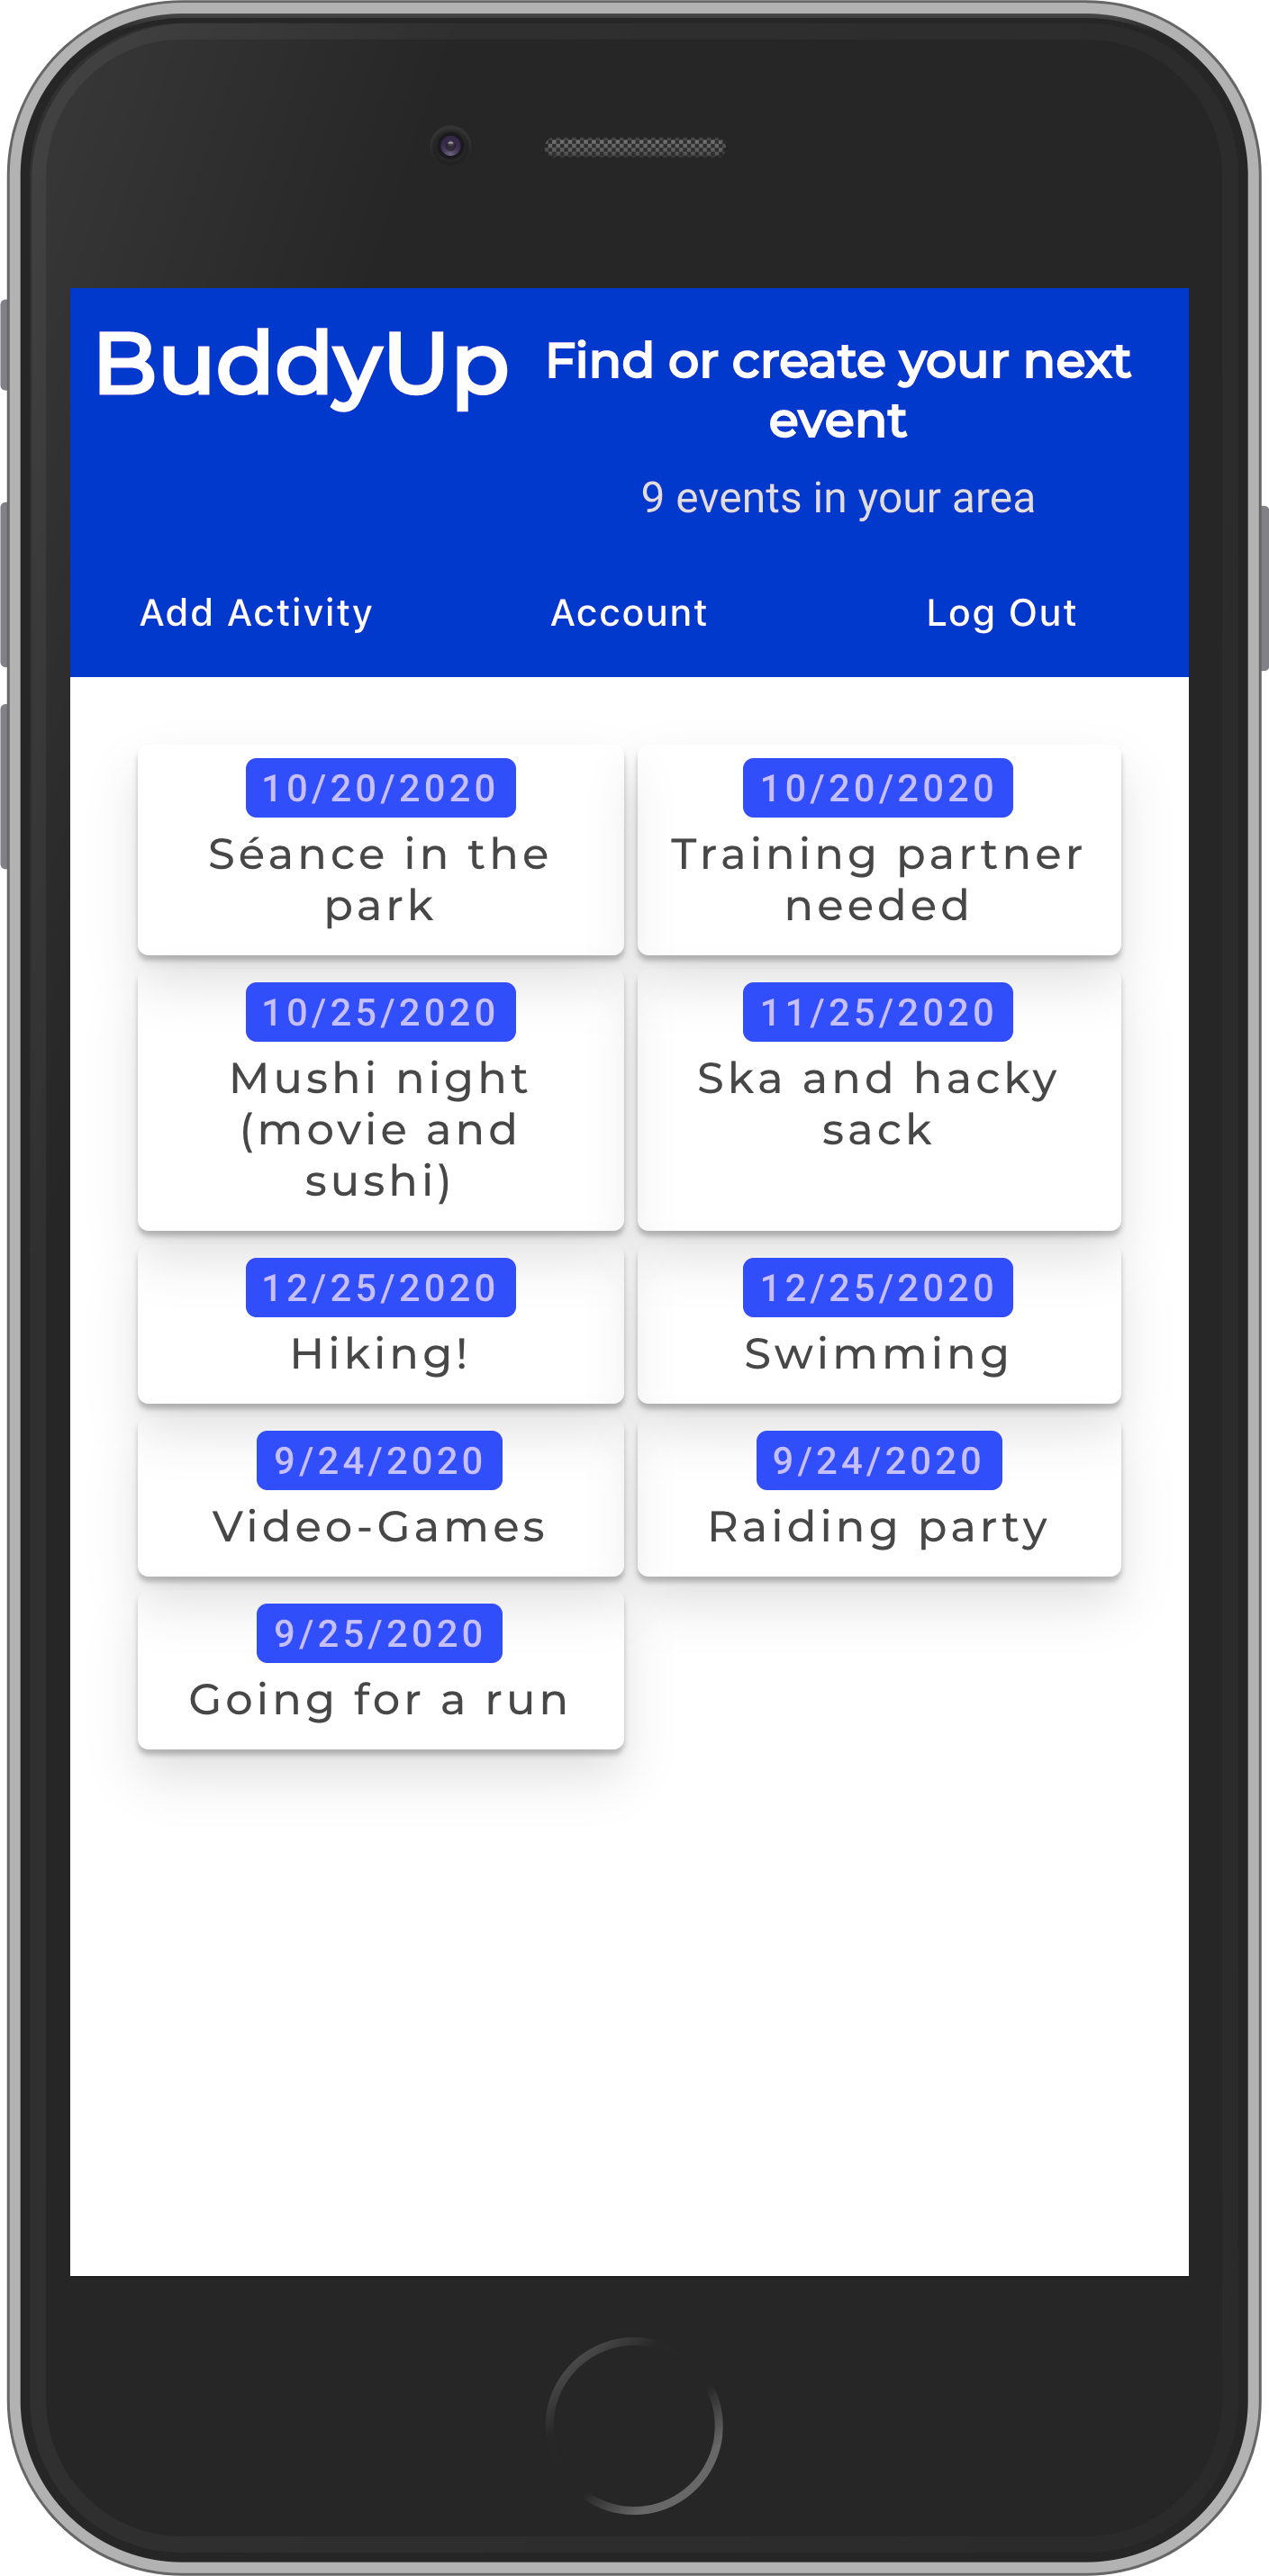 BuddyUp
Find or create your next
event
9 events in your area
Add Activity
Account
Log Out
10/20/2020
Séance in the
park
10/20/2020
Training partner
needed
10/25/2020
Mushi night
(movie and
sushi)
11/25/2020
Ska and hacky
sack
12/25/2020
Hiking!
12/25/2020
Swimming
9/24/2020
Video-Games
9/24/2020
Raiding party
9/25/2020
Going for a run